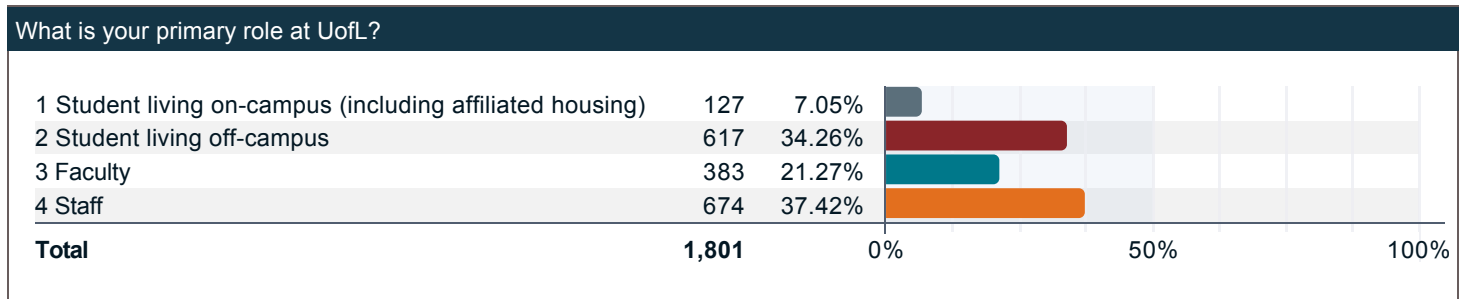 What is your primary role at UofL?
1 Student living on-campus (including affiliated housing) 127 7.05%
2 Student living off-campus 617 34.26%
3 Faculty 383 21.27%
4 Staff 674 37.42%
Total 1,801 0% 50% 100%